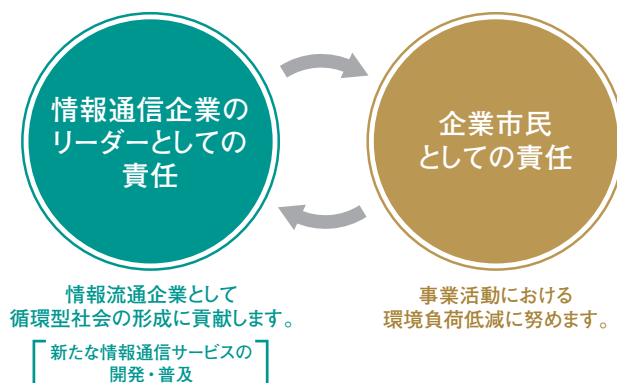 情報通信企業の
リーダーとしての
責任
企業市民
としての責任
情報流通企業として
循環型社会の形成に貢献します。
新たな情報通信サービスの
開発・普及
事業活動における
環境負荷低減に努めます。